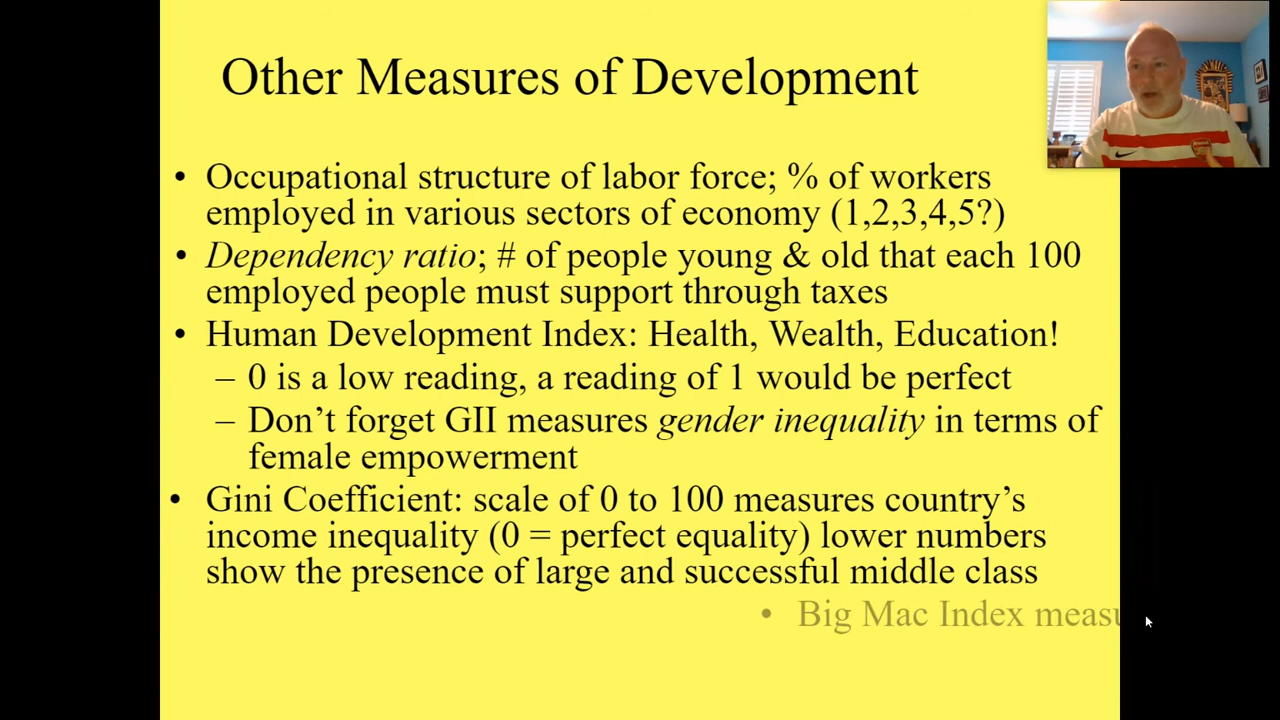 Other Measures of Development
• Occupational structure of labor force; % of workers
employed in various sectors of economy (1,2,3,4,5?)
• Dependency ratio; # of people young & old that each 100
employed people must support through taxes
• Human Development Index: Health, Wealth, Education!
– 0 is a low reading, a reading of 1 would be perfect
– Don’t forget GII measures gender inequality in terms of
female empowerment
• Gini Coefficient: scale of 0 to 100 measures country’s
income inequality (0 = perfect equality) lower numbers
show the presence of large and successful middle class
• Big Mac Index